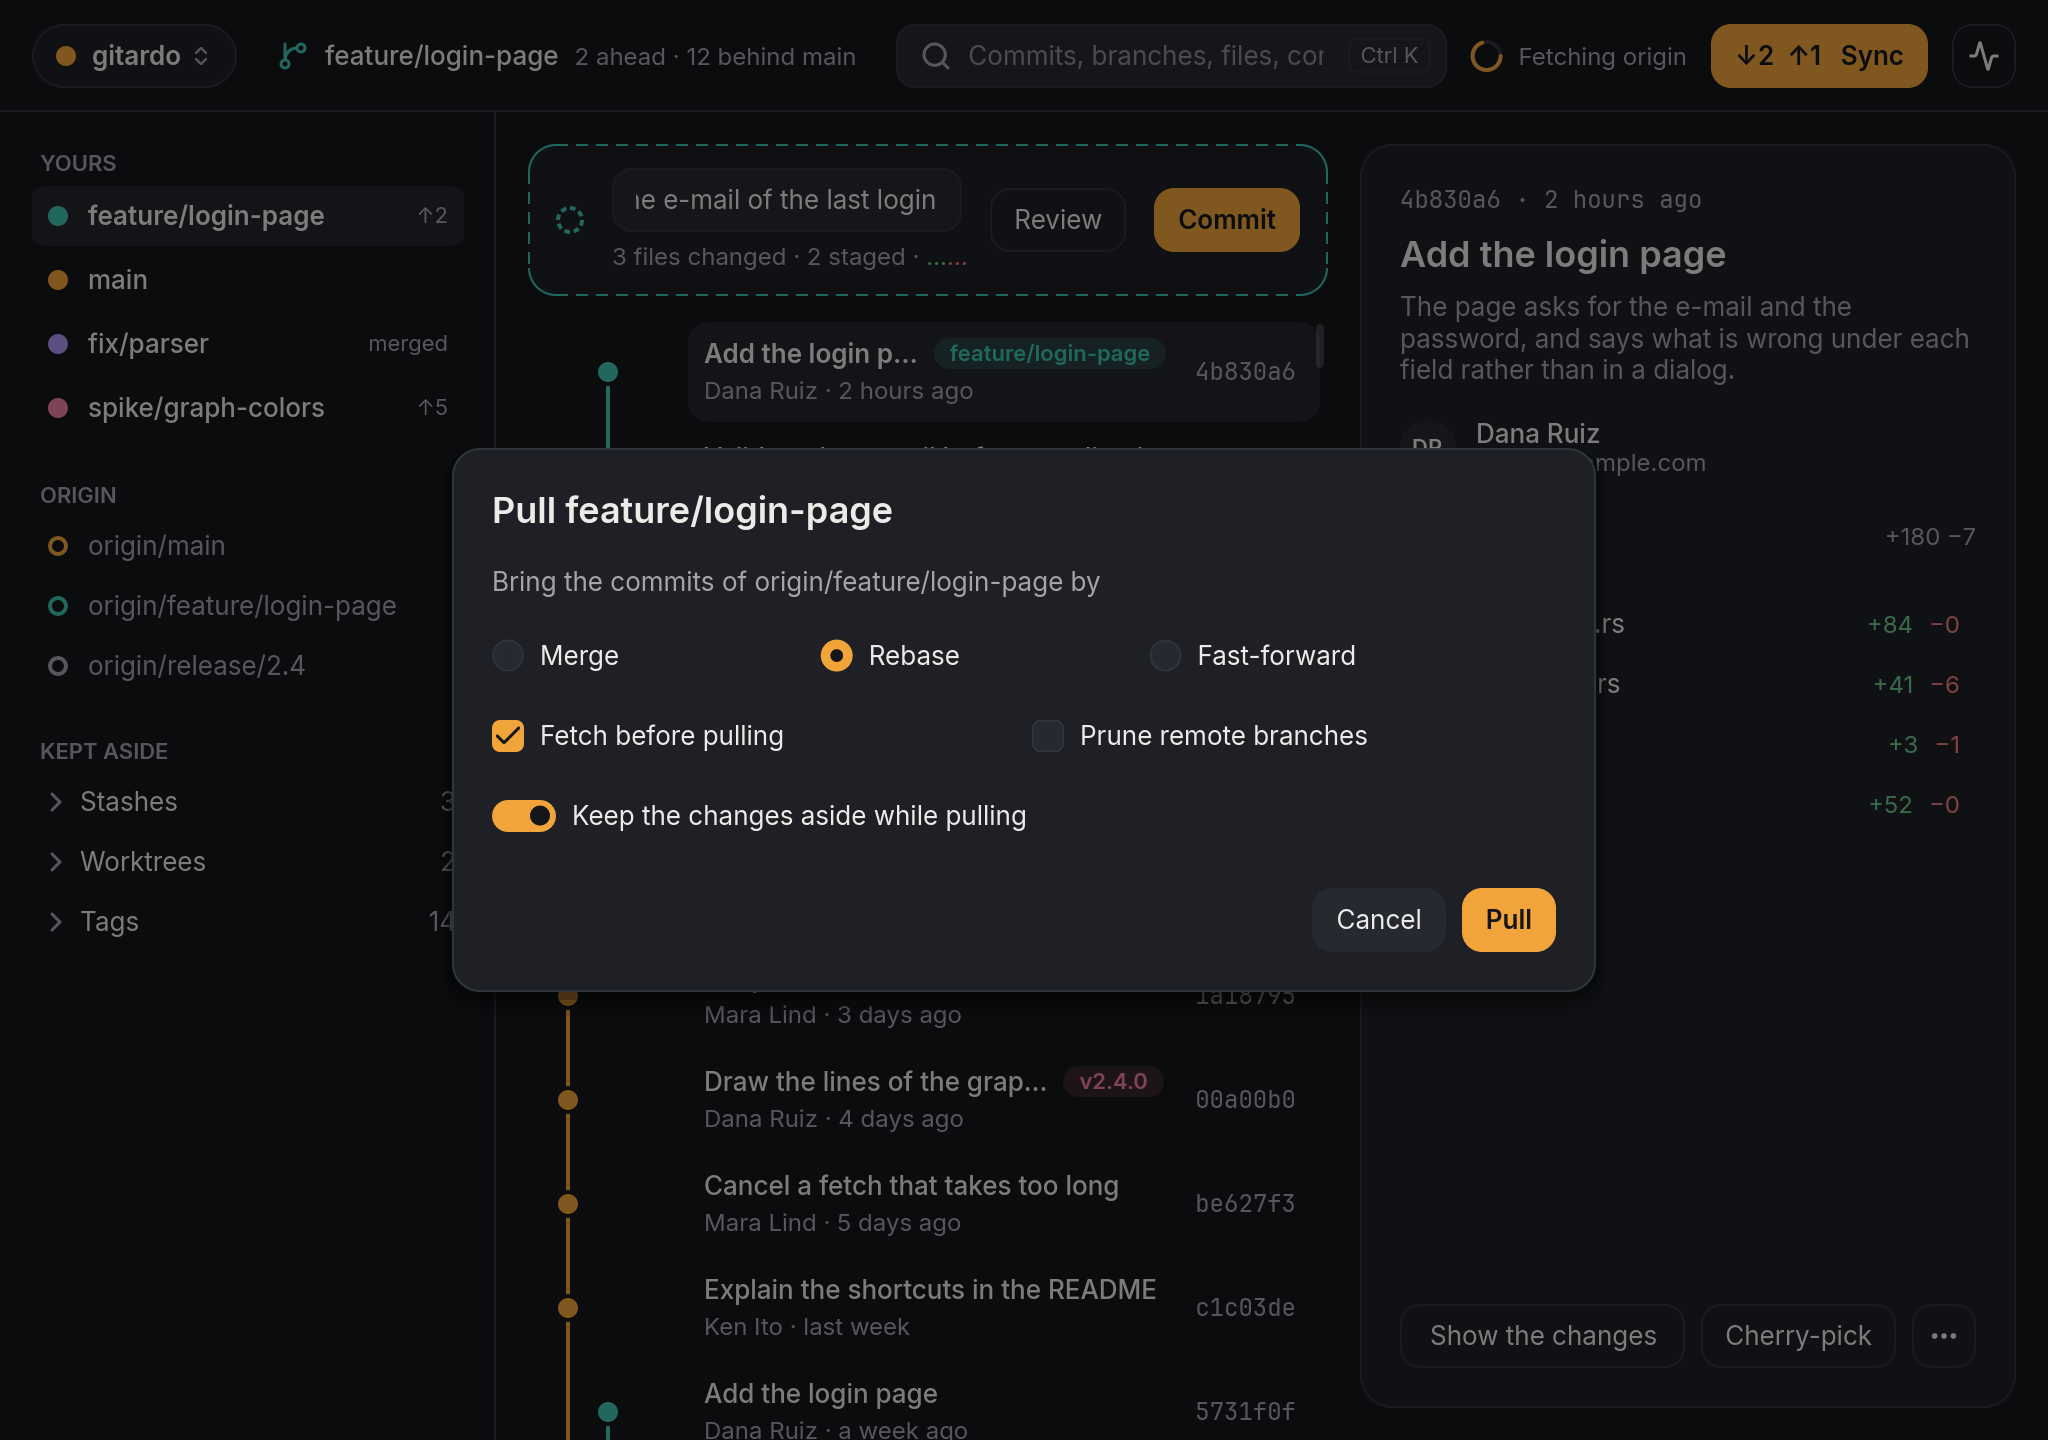 gitardo
feature/login-page 2 ahead · 12 behind main
Commits, branches, files, cor
Ctrl K
Fetching origin
↓2 ↑1 Sync
YOURS
feature/login-page ↑2
main
fix/parser merged
spike/graph-colors ↑5
ORIGIN
origin/main
origin/feature/login-page
origin/release/2.4
KEPT ASIDE
Stashes 3
Worktrees 2
Tags 14
e e-mail of the last login
3 files changed · 2 staged · ......
Review
Commit
Add the login p... feature/login-page 4b830a6
Dana Ruiz · 2 hours ago
Pull feature/login-page
Bring the commits of origin/feature/login-page by
Merge Rebase Fast-forward
Fetch before pulling Prune remote branches
Keep the changes aside while pulling
Cancel Pull
1a18795
Mara Lind · 3 days ago
Draw the lines of the grap... v2.4.0 00a00b0
Dana Ruiz · 4 days ago
Cancel a fetch that takes too long be627f3
Mara Lind · 5 days ago
Explain the shortcuts in the README c1c03de
Ken Ito · last week
Add the login page 5731f0f
Dana Ruiz · a week ago
4b830a6 · 2 hours ago
Add the login page
The page asks for the e-mail and the
password, and says what is wrong under each
field rather than in a dialog.
DR Dana Ruiz
mple.com
+180 −7
.rs +84 −0
rs +41 −6
+3 −1
+52 −0
Show the changes Cherry-pick ···